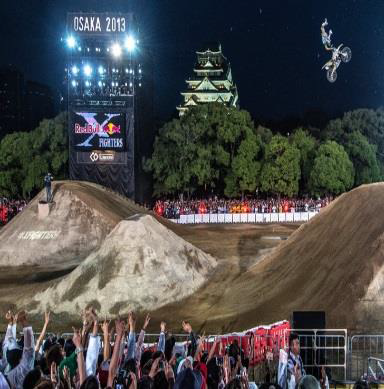 OSAKA 2013
Red Bull
X
FIGHTERS